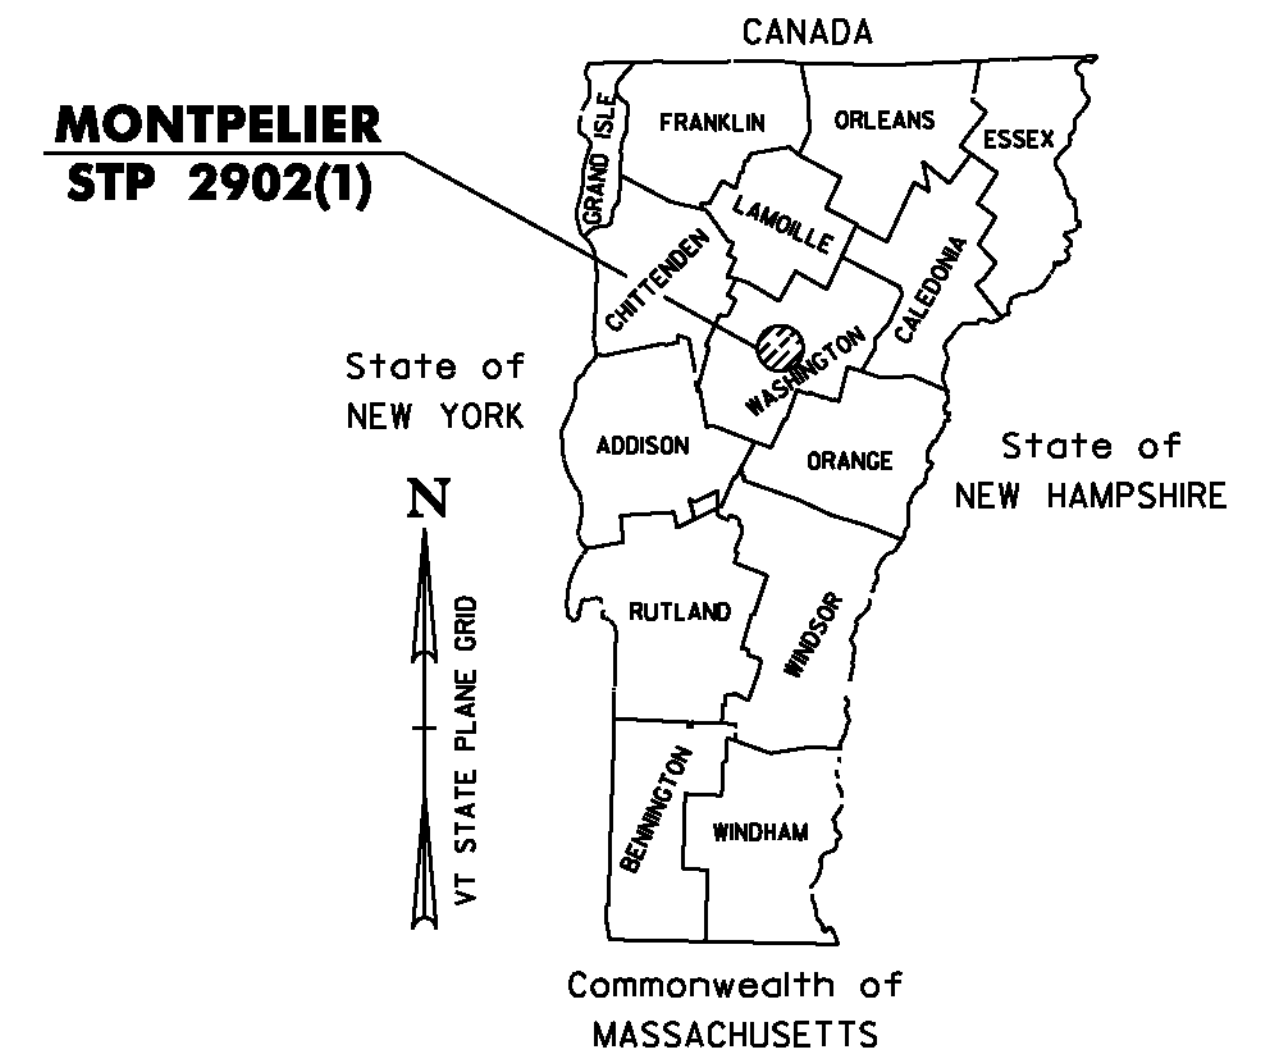 CANADA
MONTPELIER
STP 2902(1)
GRAND ISLE
FRANKLIN
ORLEANS
ESSEX
LAMOILLE
CHITTENDEN
CALEDONIA
WASHINGTON
State of
NEW YORK
ADDISON
ORANGE
State of
NEW HAMPSHIRE
N
VT STATE PLANE GRID
RUTLAND
WINDSOR
BENNINGTON
WINDHAM
Commonwealth of
MASSACHUSETTS